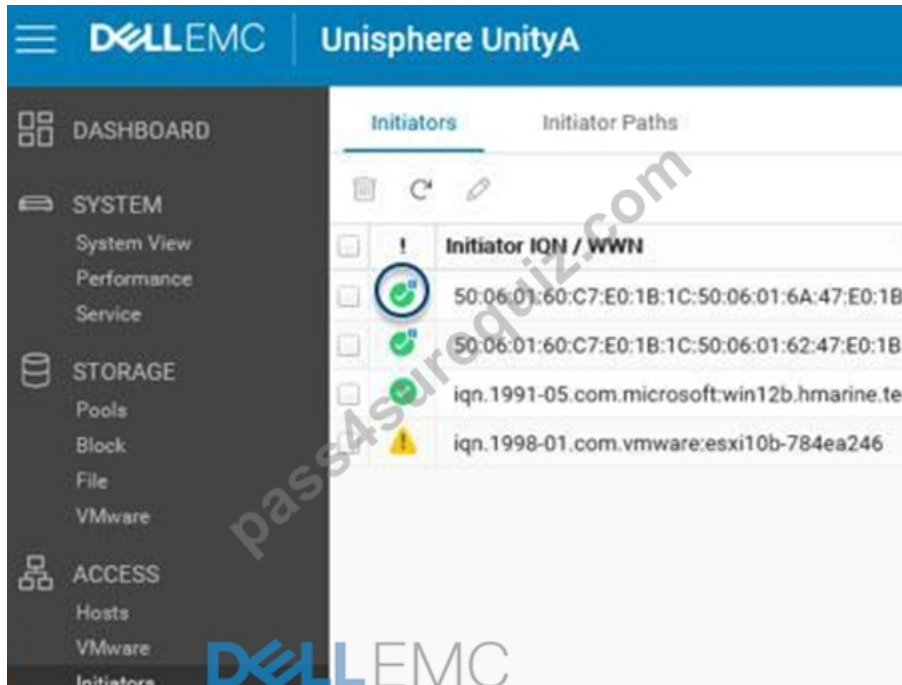 DELLEMC Unisphere UnityA
DASHBOARD
SYSTEM
System View
Performance
Service
STORAGE
Pools
Block
File
VMware
ACCESS
Hosts
VMware
Initiators
Initiators Initiator Paths
! Initiator IQN / WWN
50:06:01:60:C7:E0:1B:1C:50:06:01:6A:47:E0:1B
50:06:01:60:C7:E0:1B:1C:50:06:01:62:47:E0:1B
iqn.1991-05.com.microsoft:win12b.hmarine.te
iqn.1998-01.com.vmware:esxi10b-784ea246
pass4surequiz.com
DELLEMC